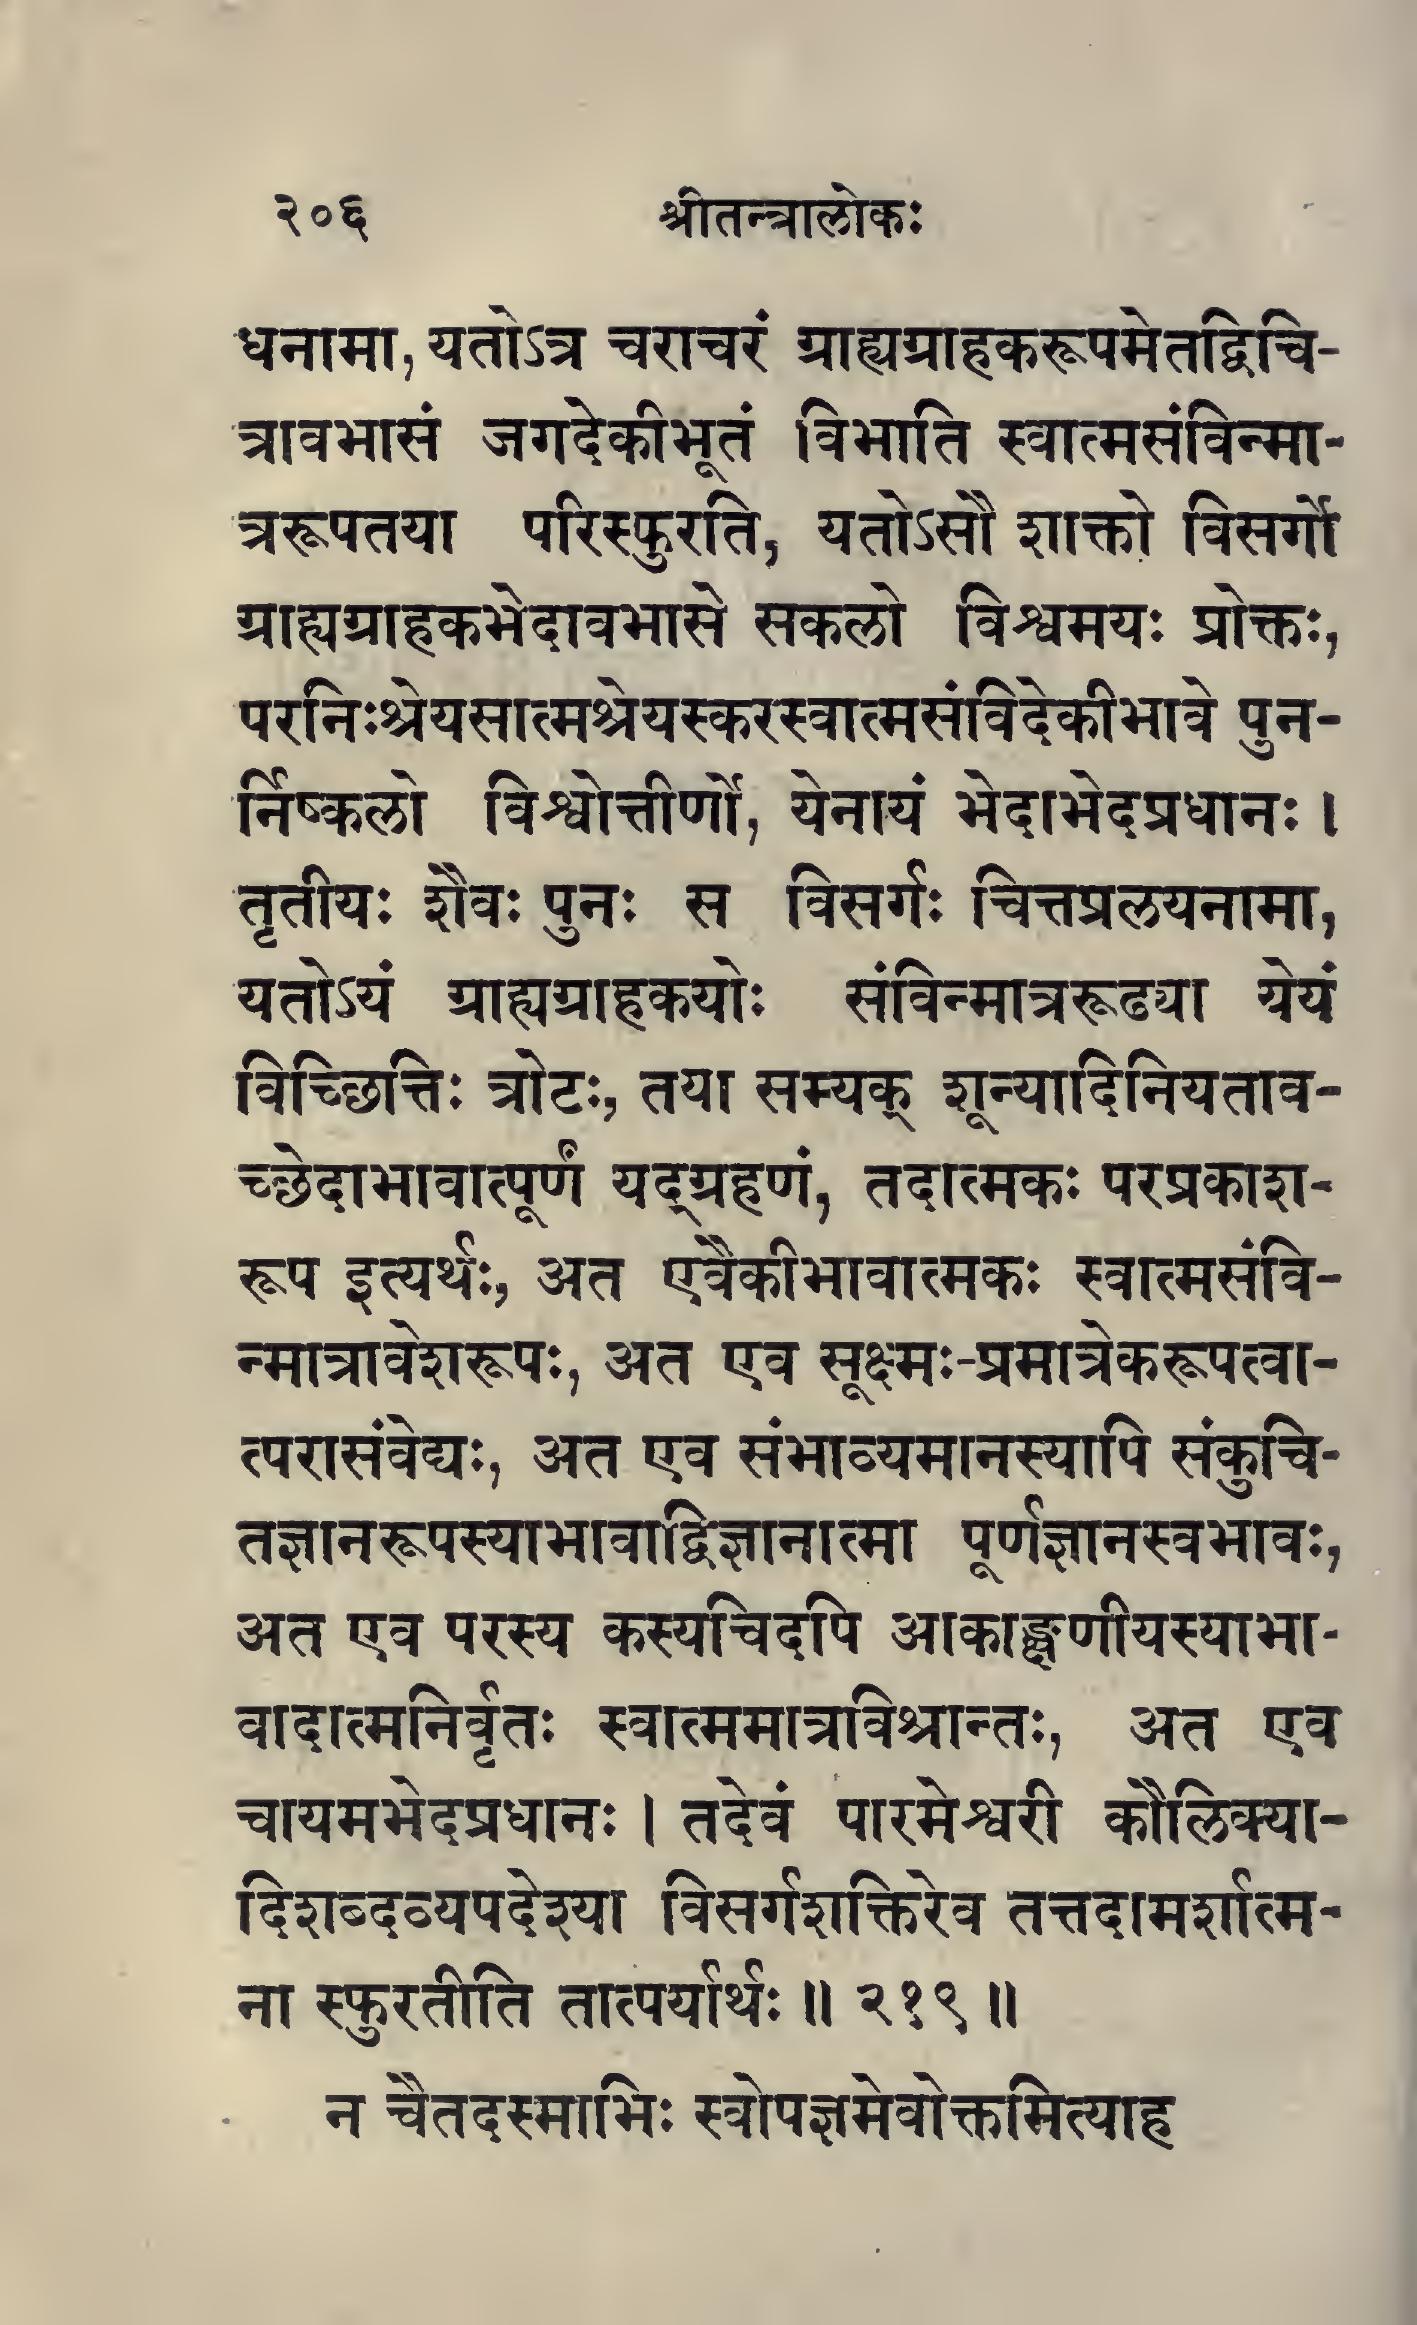 २०६ श्रीतन्त्रालोकः
धनामा, यतोऽत्र चराचरं ग्राह्यग्राहकरूपमेतद्विचि-
त्रावभासं जगदेकीभूतं विभाति स्वात्मसंविन्मा-
त्ररूपतया परिस्फुरति, यतोऽसौ शाक्तो विसर्गो
ग्राह्यग्राहकभेदावभासे सकलो विश्वमयः प्रोक्तः,
परनिःश्रेयसात्मश्रेयस्करस्वात्मसंविदेकीभावे पुन-
र्निष्कलो विश्वोत्तीर्णो, येनायं भेदाभेदप्रधानः ।
तृतीयः शैवः पुनः स विसर्गः चित्तप्रलयनामा,
यतोऽयं ग्राह्यग्राहकयोः संविन्मात्ररूढ्या येयं
विच्छित्तिः त्रोटः, तया सम्यक् शून्यादिनियताव-
च्छेदाभावात्पूर्णं यद्ग्रहणं, तदात्मकः परप्रकाश-
रूप इत्यर्थः, अत एवैकीभावात्मकः स्वात्मसंवि-
न्मात्रावेशरूपः, अत एव सूक्ष्मः-प्रमात्रेकरूपत्वा-
त्परासंवेद्यः, अत एव संभाव्यमानस्यापि संकुचि-
तज्ञानरूपस्याभावाद्विज्ञानात्मा पूर्णज्ञानस्वभावः,
अत एव परस्य कस्यचिदपि आकाङ्क्षणीयस्याभा-
वादात्मनिर्वृतः स्वात्ममात्रविश्रान्तः, अत एव
चायमभेदप्रधानः । तदेवं पारमेश्वरी कौलिक्या-
दिशब्दव्यपदेश्या विसर्गशक्तिरेव तत्तदामर्शात्म-
ना स्फुरतीति तात्पर्यार्थः ॥ २१९ ॥
न चैतदस्माभिः स्वोपज्ञमेवोक्तमित्याह